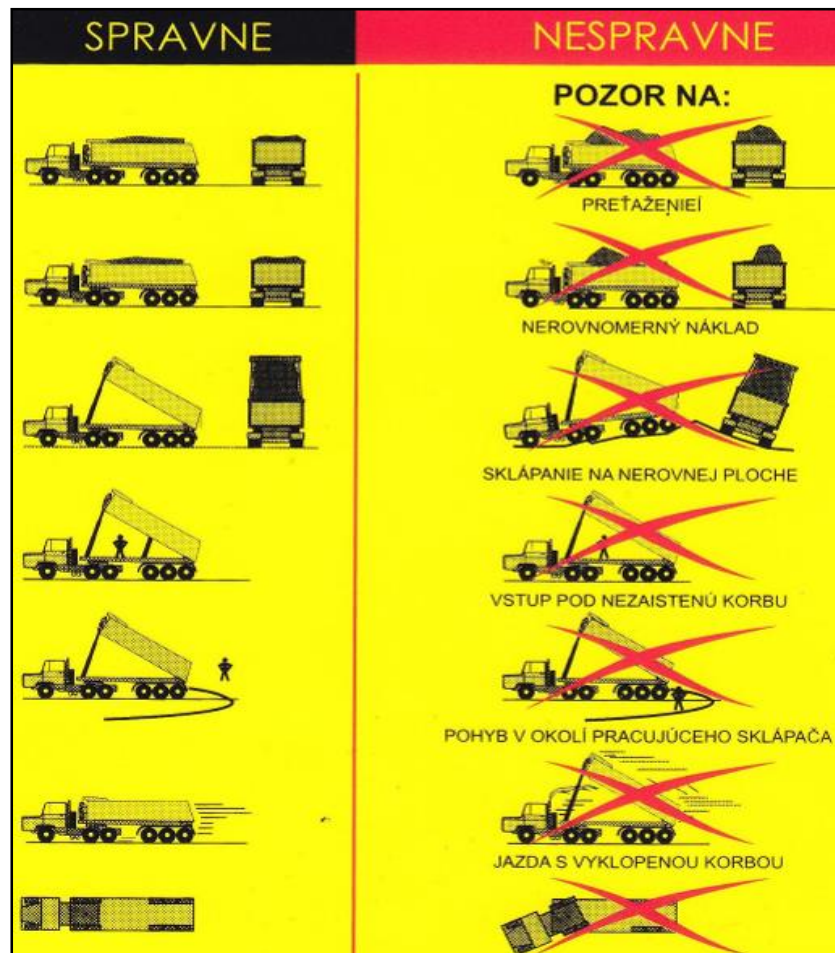 SPRAVNE
NESPRAVNE
POZOR NA:
PREŤAŽENIEÍ
NEROVNOMERNÝ NÁKLAD
SKLÁPANIE NA NEROVNEJ PLOCHE
VSTUP POD NEZAISTENÚ KORBU
POHYB V OKOLÍ PRACUJÚCEHO SKLÁPAČA
JAZDA S VYKLOPENOU KORBOU